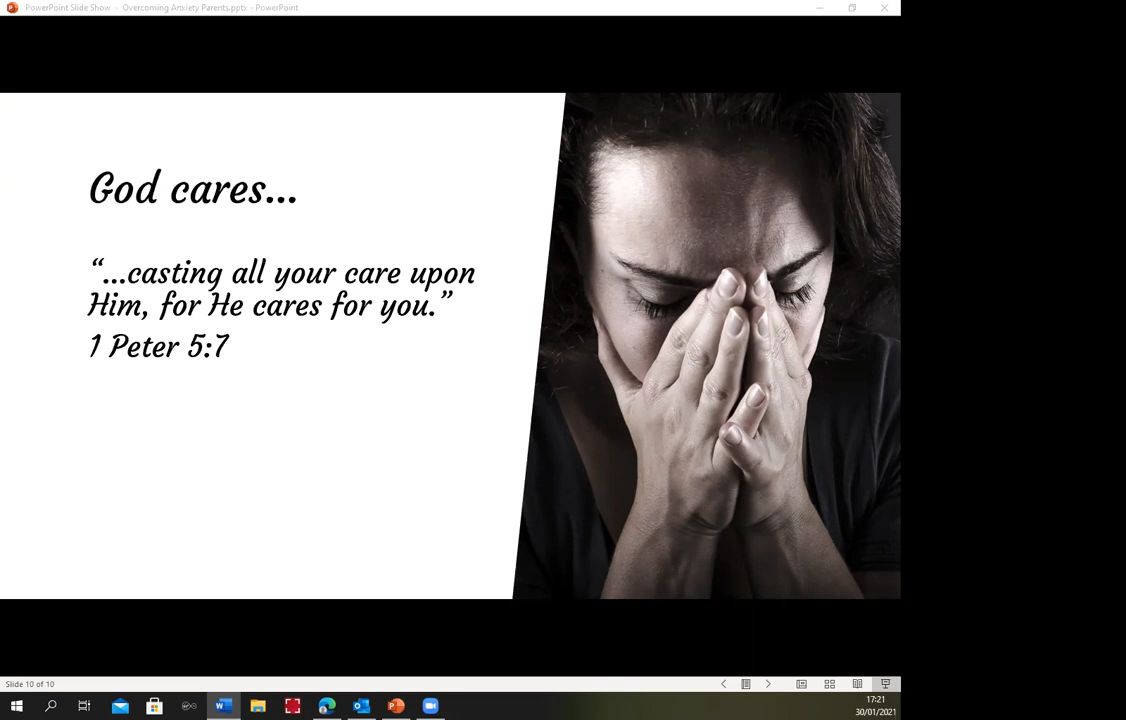 PowerPoint Slide Show - Overcoming Anxiety Parents.pptx - PowerPoint
God cares...
“...casting all your care upon
Him, for He cares for you.”
1 Peter 5:7
Slide 10 of 10
17:21
30/01/2021